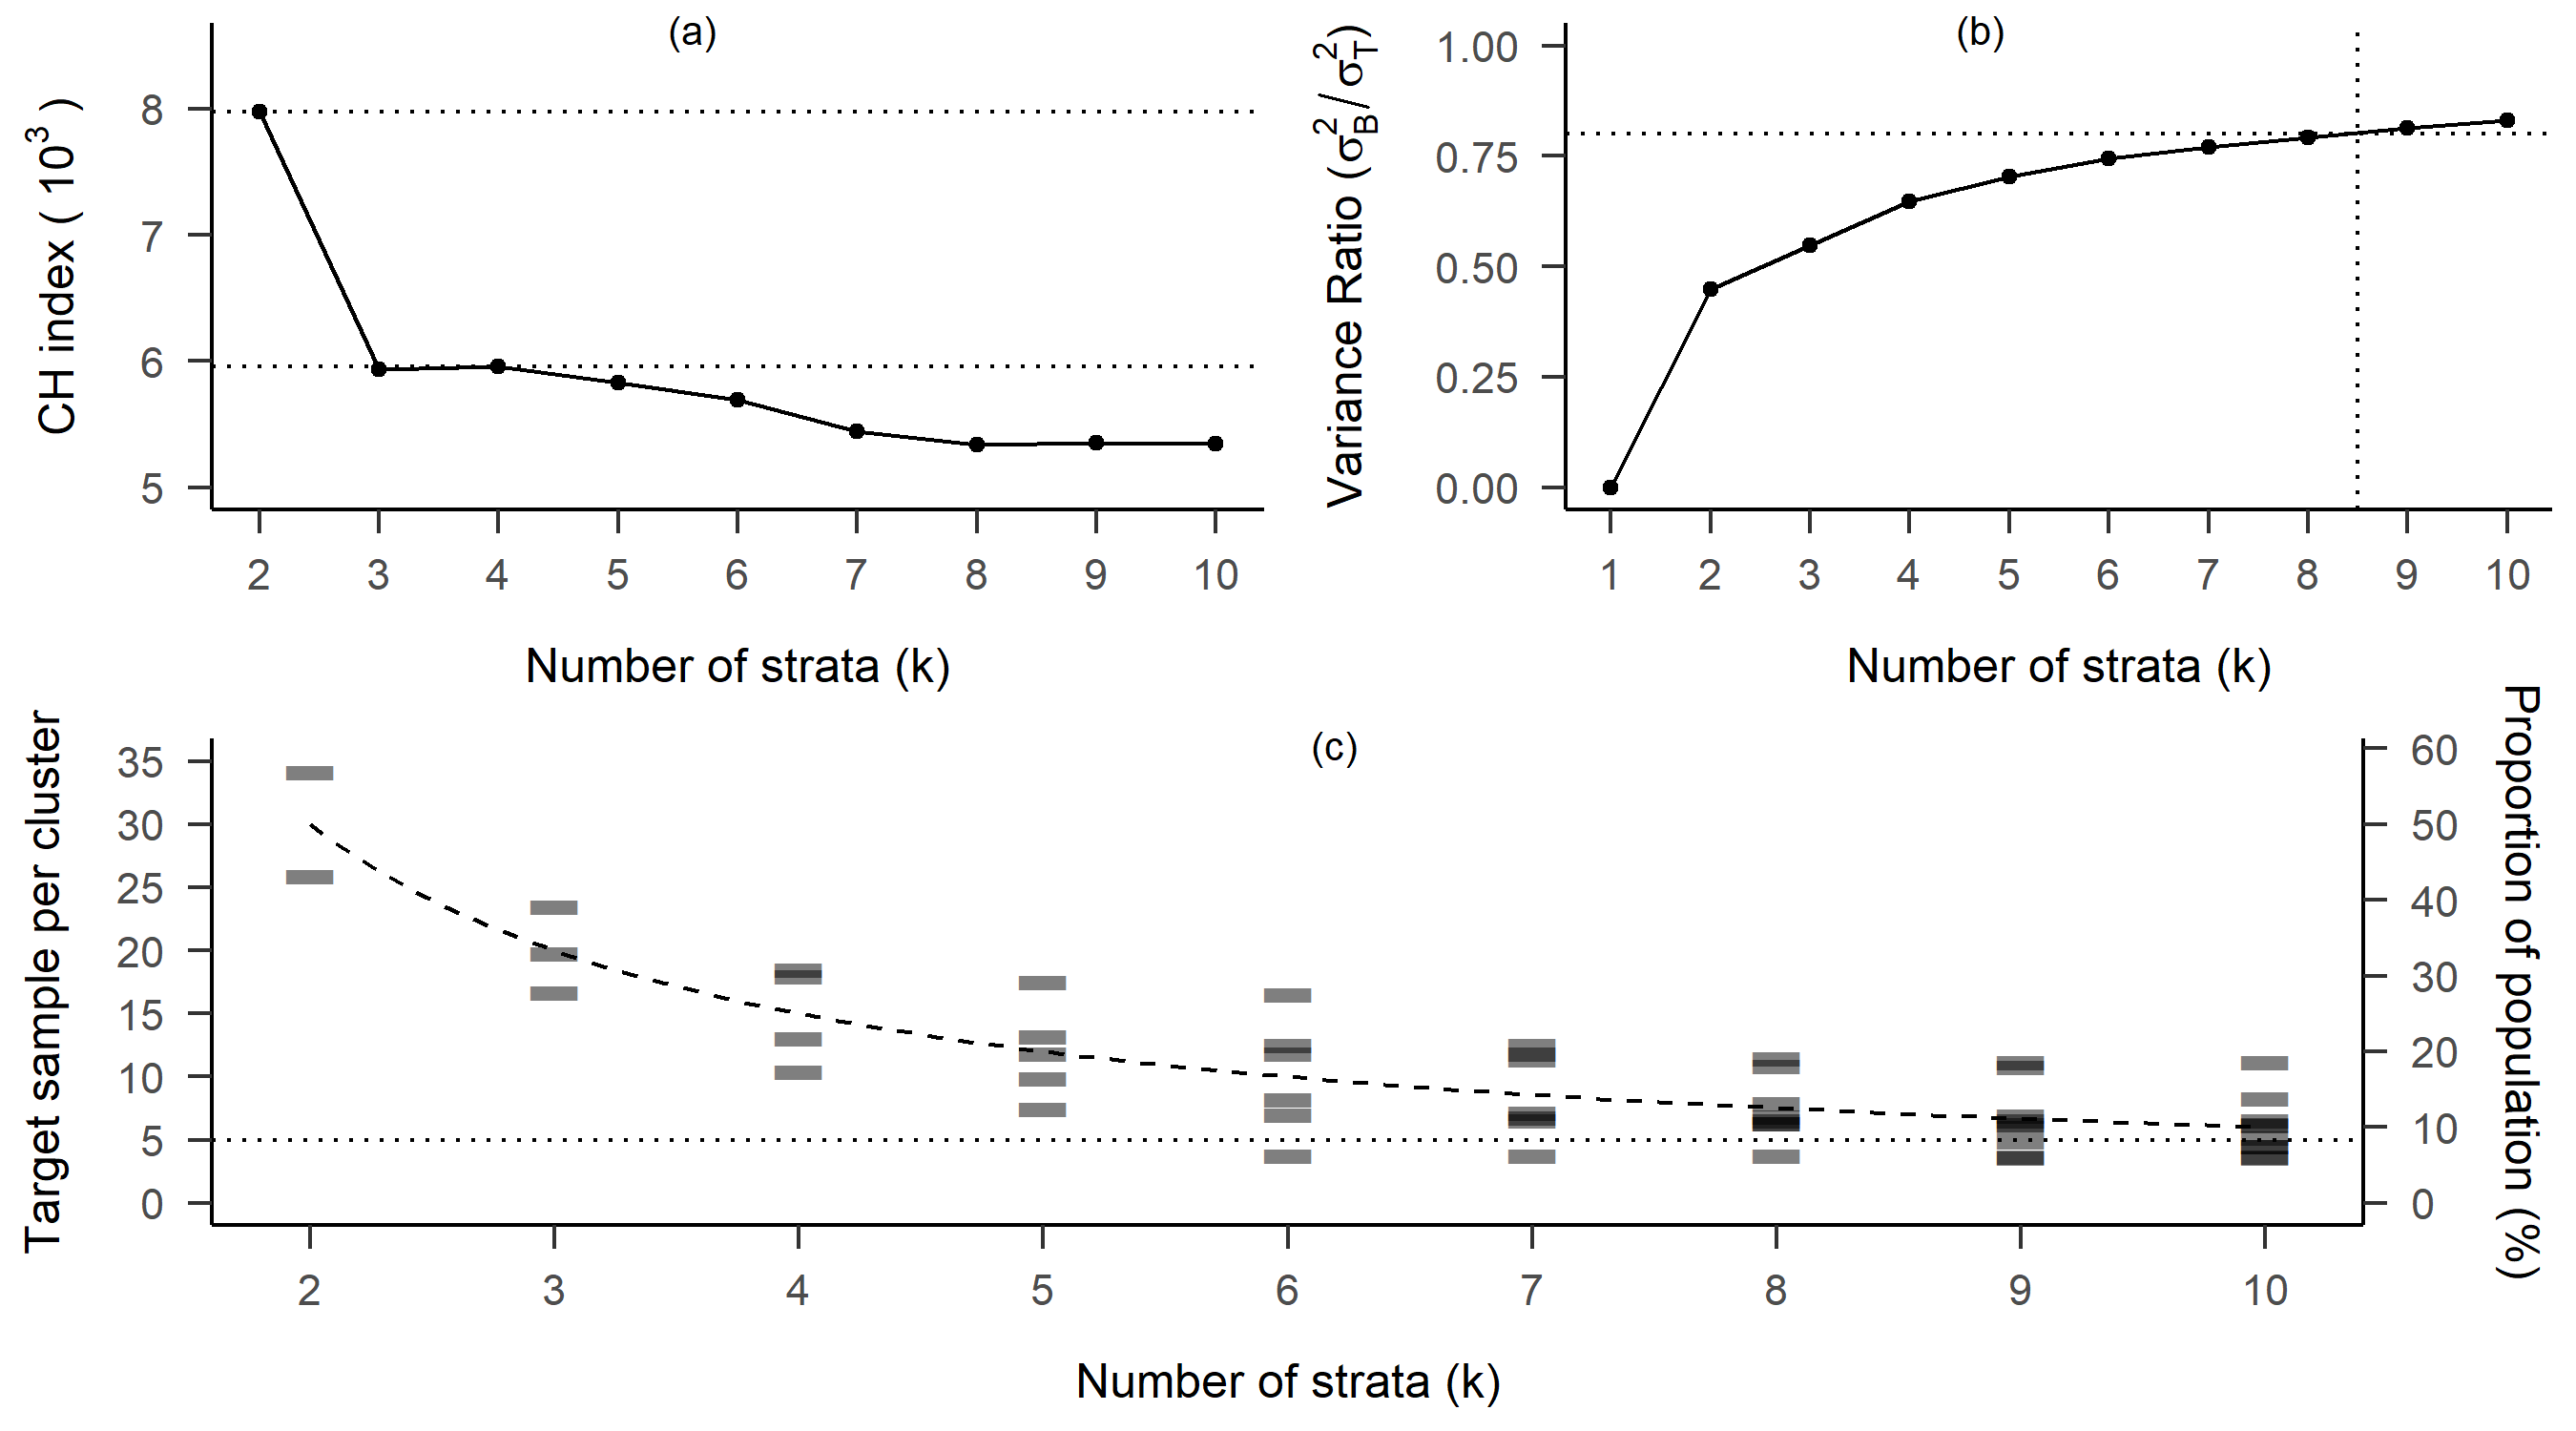 (a)
CH index ( 10³ )
8
7
6
5
2 3 4 5 6 7 8 9 10
Number of strata (k)
(b)
Variance Ratio (σ²B / σ²T)
1.00
0.75
0.50
0.25
0.00
1 2 3 4 5 6 7 8 9 10
Number of strata (k)
(c)
Target sample per cluster
35
30
25
20
15
10
5
0
Proportion of population (%)
60
50
40
30
20
10
0
2 3 4 5 6 7 8 9 10
Number of strata (k)